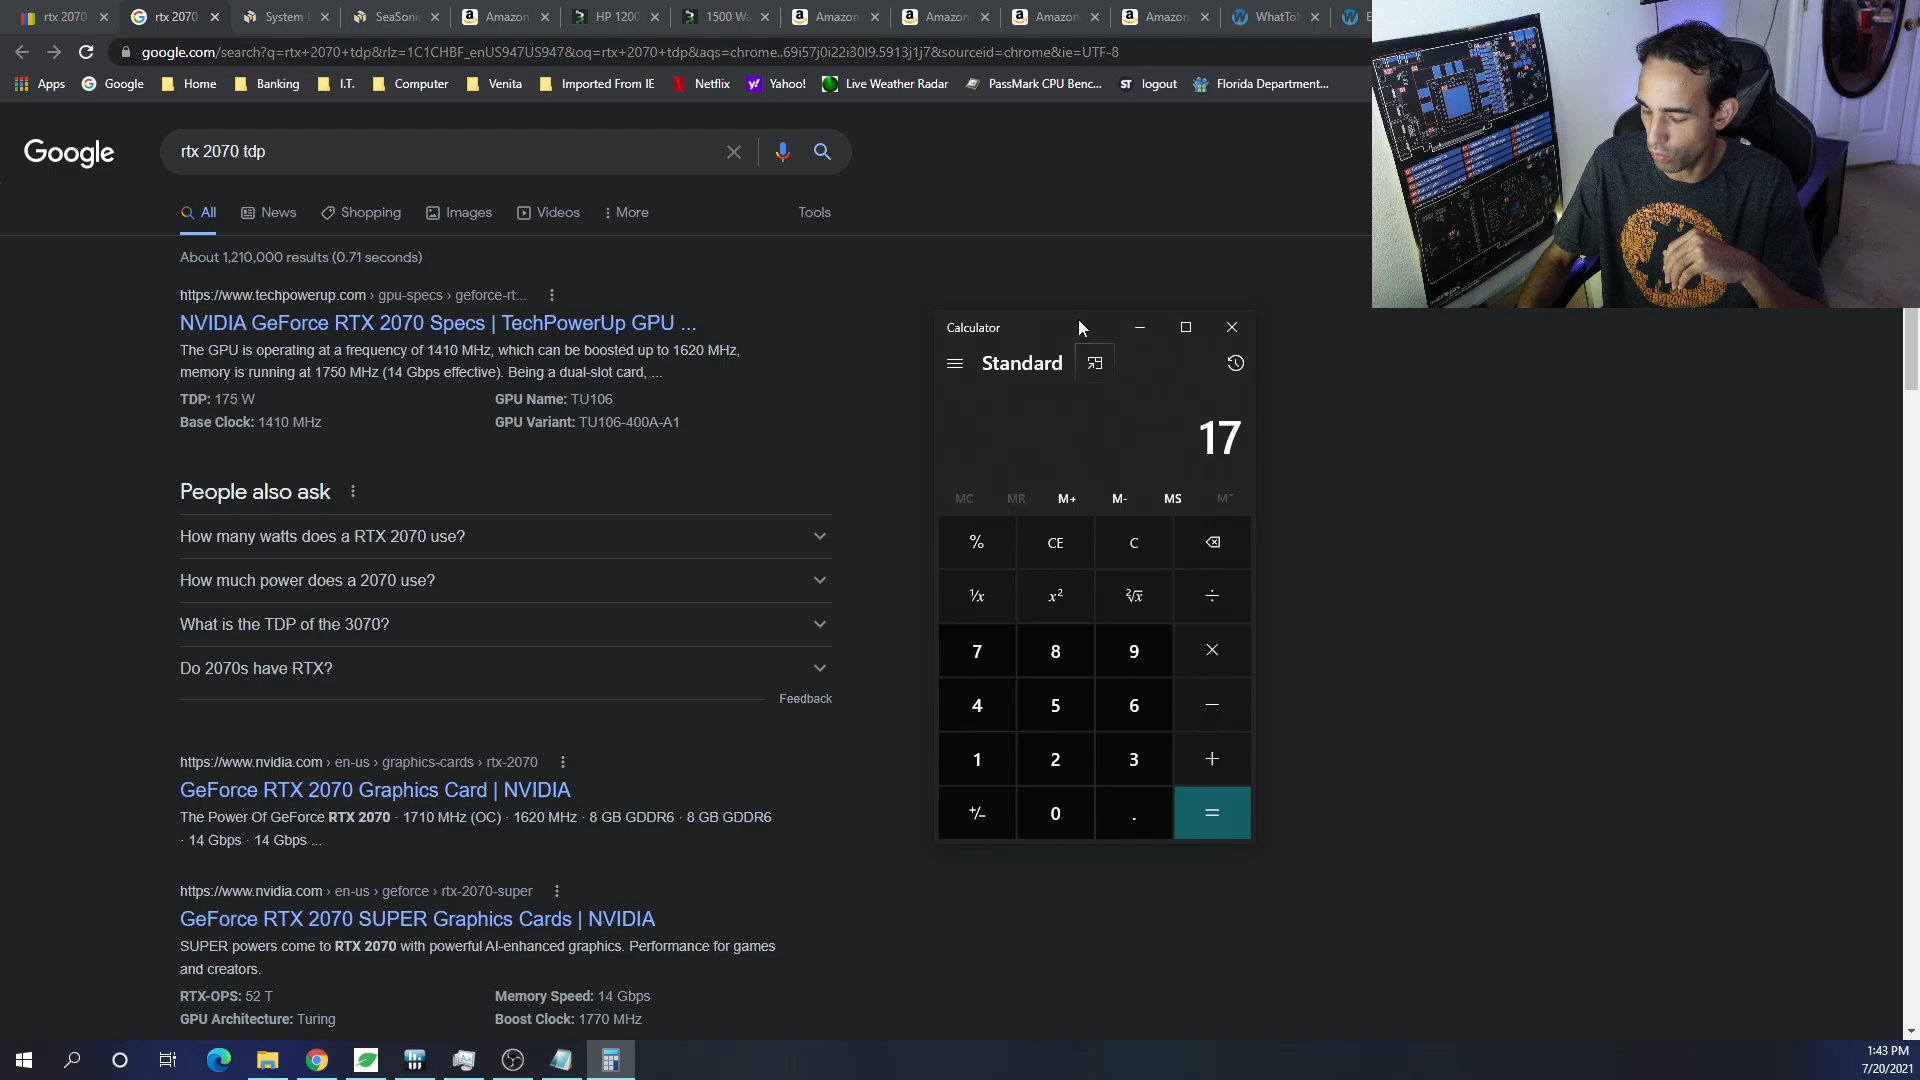 rtx 2070
rtx 2070
System
SeaSoni
Amazon
HP 1200
1500 Wa
Amazon
Amazon
Amazon
Amazon
WhatTo
google.com/search?q=rtx+2070+tdp&rlz=1C1CHBF_enUS947US947&oq=rtx+2070+tdp&aqs=chrome..69i57j0i22i30l9.5913j1j7&sourceid=chrome&ie=UTF-8
Apps
Google
Home
Banking
I.T.
Computer
Venita
Imported From IE
Netflix
Yahoo!
Live Weather Radar
PassMark CPU Benc...
ST logout
Florida Department...
Google
rtx 2070 tdp
All
News
Shopping
Images
Videos
More
Tools
About 1,210,000 results (0.71 seconds)
https://www.techpowerup.com › gpu-specs › geforce-rt...
NVIDIA GeForce RTX 2070 Specs | TechPowerUp GPU ...
The GPU is operating at a frequency of 1410 MHz, which can be boosted up to 1620 MHz,
memory is running at 1750 MHz (14 Gbps effective). Being a dual-slot card, ...
TDP: 175 W
GPU Name: TU106
Base Clock: 1410 MHz
GPU Variant: TU106-400A-A1
People also ask
How many watts does a RTX 2070 use?
How much power does a 2070 use?
What is the TDP of the 3070?
Do 2070s have RTX?
Feedback
https://www.nvidia.com › en-us › graphics-cards › rtx-2070
GeForce RTX 2070 Graphics Card | NVIDIA
The Power Of GeForce RTX 2070 · 1710 MHz (OC) · 1620 MHz · 8 GB GDDR6 · 8 GB GDDR6
· 14 Gbps · 14 Gbps ...
https://www.nvidia.com › en-us › geforce › rtx-2070-super
GeForce RTX 2070 SUPER Graphics Cards | NVIDIA
SUPER powers come to RTX 2070 with powerful AI-enhanced graphics. Performance for games
and creators.
RTX-OPS: 52 T
Memory Speed: 14 Gbps
GPU Architecture: Turing
Boost Clock: 1770 MHz
Calculator
Standard
17
MC MR M+ M- MS M˅
% CE C
¹/x x² ²√x ÷
7 8 9 ×
4 5 6 −
1 2 3 +
+/− 0 . =
1:43 PM
7/20/2021